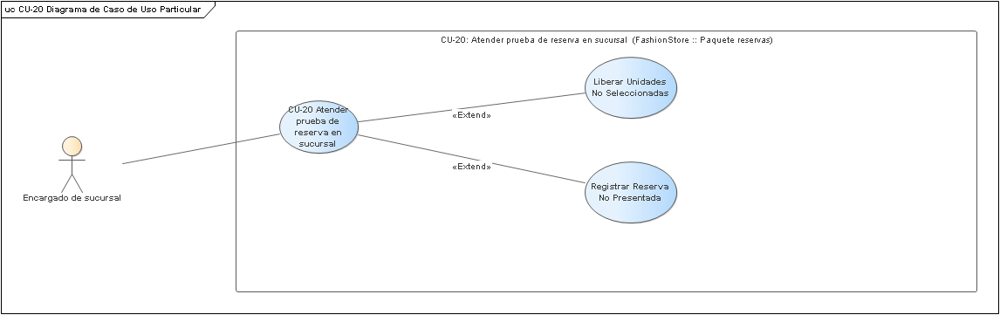 uc CU-20 Diagrama de Caso de Uso Particular
CU-20: Atender prueba de reserva en sucursal (FashionStore :: Paquete reservas)
Liberar Unidades
No Seleccionadas
CU-20 Atender
prueba de
reserva en
sucursal
«Extend»
«Extend»
Registrar Reserva
No Presentada
Encargado de sucursal